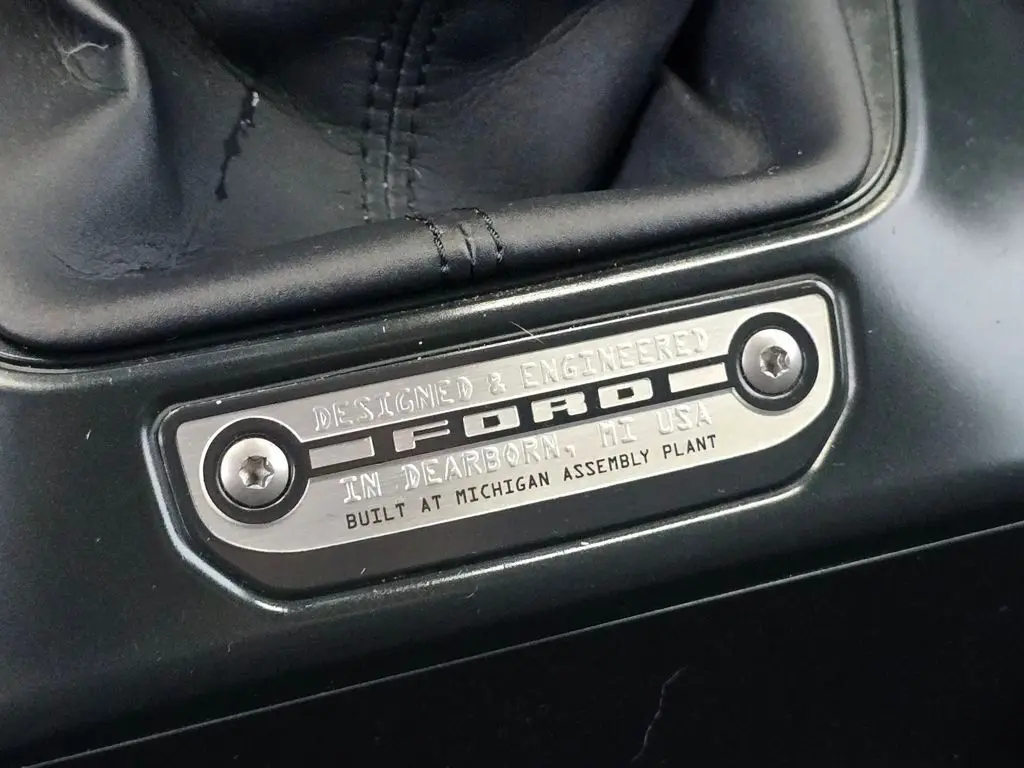 DESIGNED & ENGINEERED
FORD
IN DEARBORN, MI USA
BUILT AT MICHIGAN ASSEMBLY PLANT